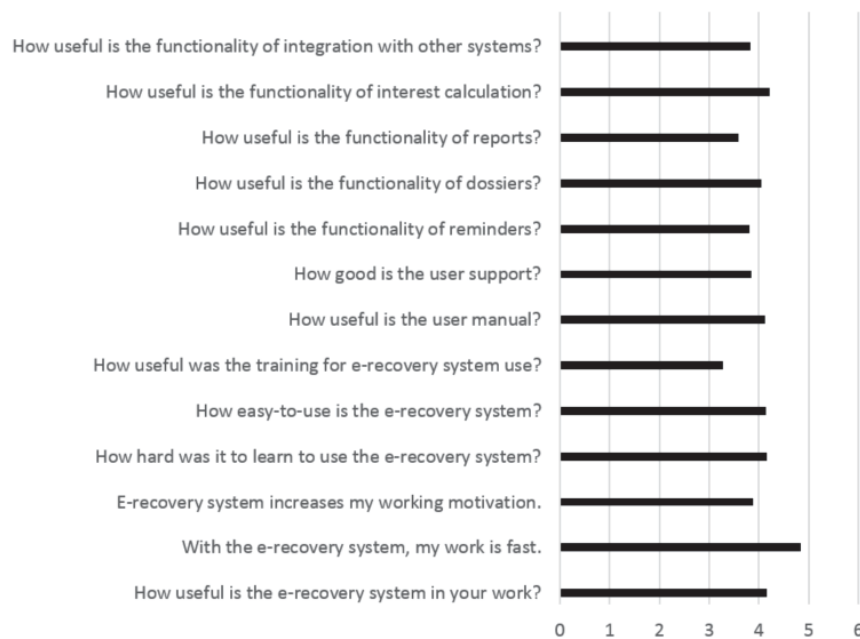 How useful is the functionality of integration with other systems?
How useful is the functionality of interest calculation?
How useful is the functionality of reports?
How useful is the functionality of dossiers?
How useful is the functionality of reminders?
How good is the user support?
How useful is the user manual?
How useful was the training for e-recovery system use?
How easy-to-use is the e-recovery system?
How hard was it to learn to use the e-recovery system?
E-recovery system increases my working motivation.
With the e-recovery system, my work is fast.
How useful is the e-recovery system in your work?
0 1 2 3 4 5 6